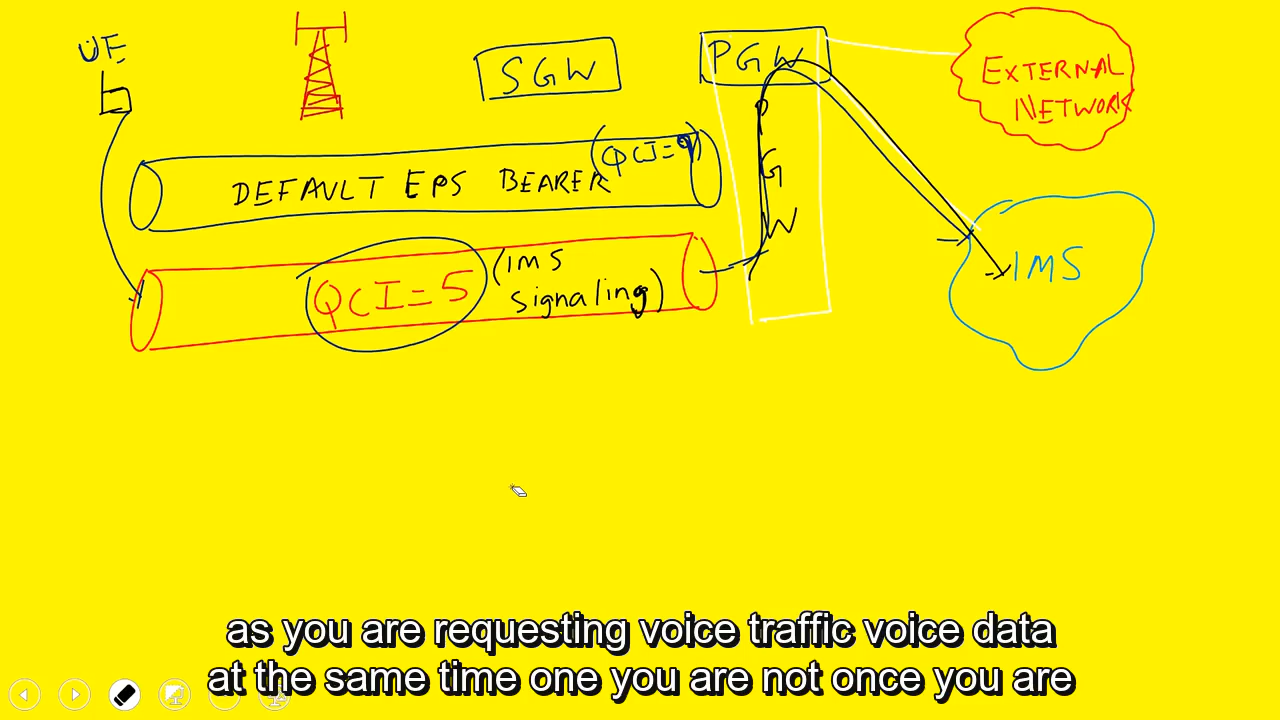 UE
SGW
PGW
EXTERNAL
NETWORK
PGW
DEFAULT EPS BEARER
(QCI=9)
QCI=5
(IMS
signaling)
IMS
as you are requesting voice traffic voice data
at the same time one you are not once you are